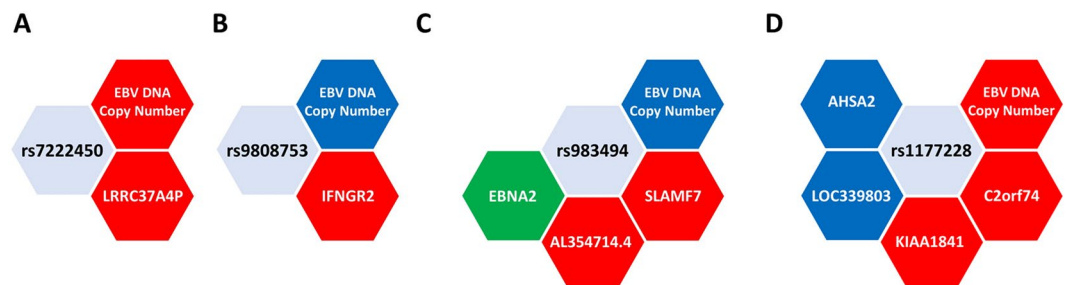 A
B
C
D
EBV DNA
Copy Number
rs7222450
LRRC37A4P
EBV DNA
Copy Number
rs9808753
IFNGR2
EBV DNA
Copy Number
rs983494
EBNA2
SLAMF7
AL354714.4
AHSA2
EBV DNA
Copy Number
rs1177228
LOC339803
C2orf74
KIAA1841